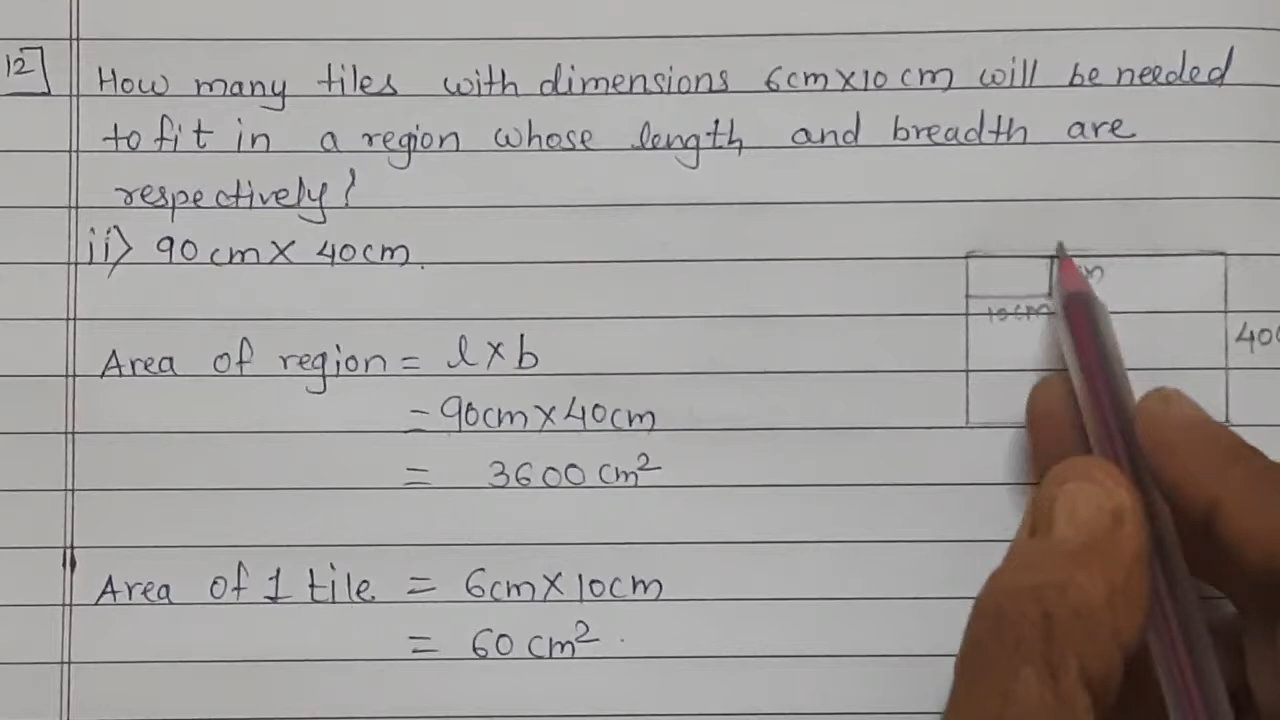 12
How many tiles with dimensions 6cm×10cm will be needed
to fit in a region whose length and breadth are
respectively?
ii) 90cm × 40cm.
10cm
Area of region = l×b
= 90cm×40cm
= 3600 cm²
Area of 1 tile = 6cm×10cm
= 60 cm².